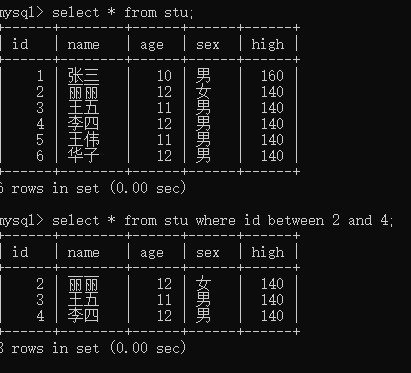 mysql> select * from stu;
+------+------+------+------+------+
| id | name | age | sex | high |
+------+------+------+------+------+
| 1 | 张三 | 10 | 男 | 160 |
| 2 | 丽丽 | 12 | 女 | 140 |
| 3 | 王五 | 11 | 男 | 140 |
| 4 | 李四 | 12 | 男 | 140 |
| 5 | 王伟 | 11 | 男 | 140 |
| 6 | 华子 | 12 | 男 | 140 |
+------+------+------+------+------+
6 rows in set (0.00 sec)
mysql> select * from stu where id between 2 and 4;
+------+------+------+------+------+
| id | name | age | sex | high |
+------+------+------+------+------+
| 2 | 丽丽 | 12 | 女 | 140 |
| 3 | 王五 | 11 | 男 | 140 |
| 4 | 李四 | 12 | 男 | 140 |
+------+------+------+------+------+
3 rows in set (0.00 sec)